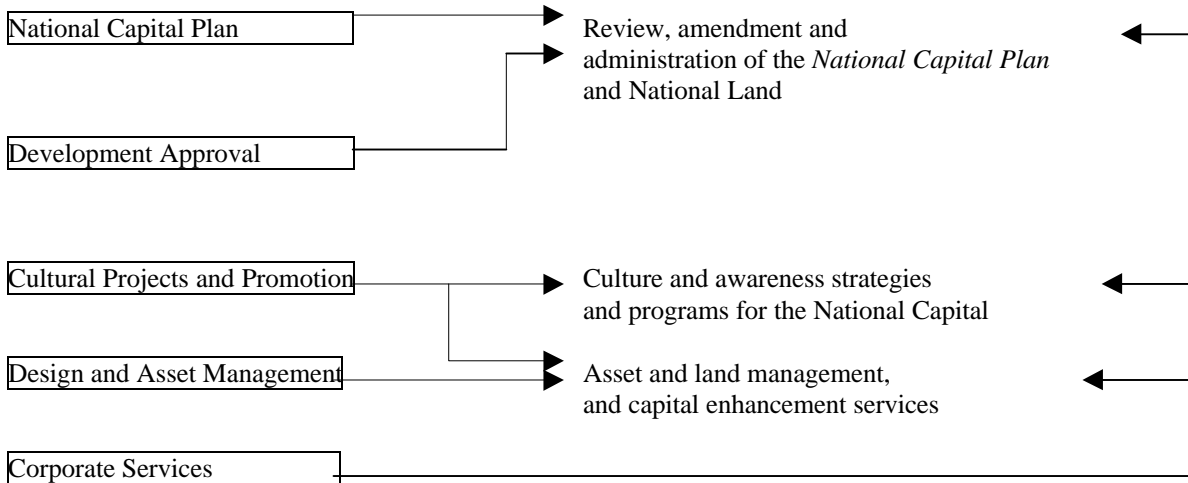 National Capital Plan
Review, amendment and
administration of the National Capital Plan
and National Land
Development Approval
Cultural Projects and Promotion
Culture and awareness strategies
and programs for the National Capital
Design and Asset Management
Asset and land management,
and capital enhancement services
Corporate Services